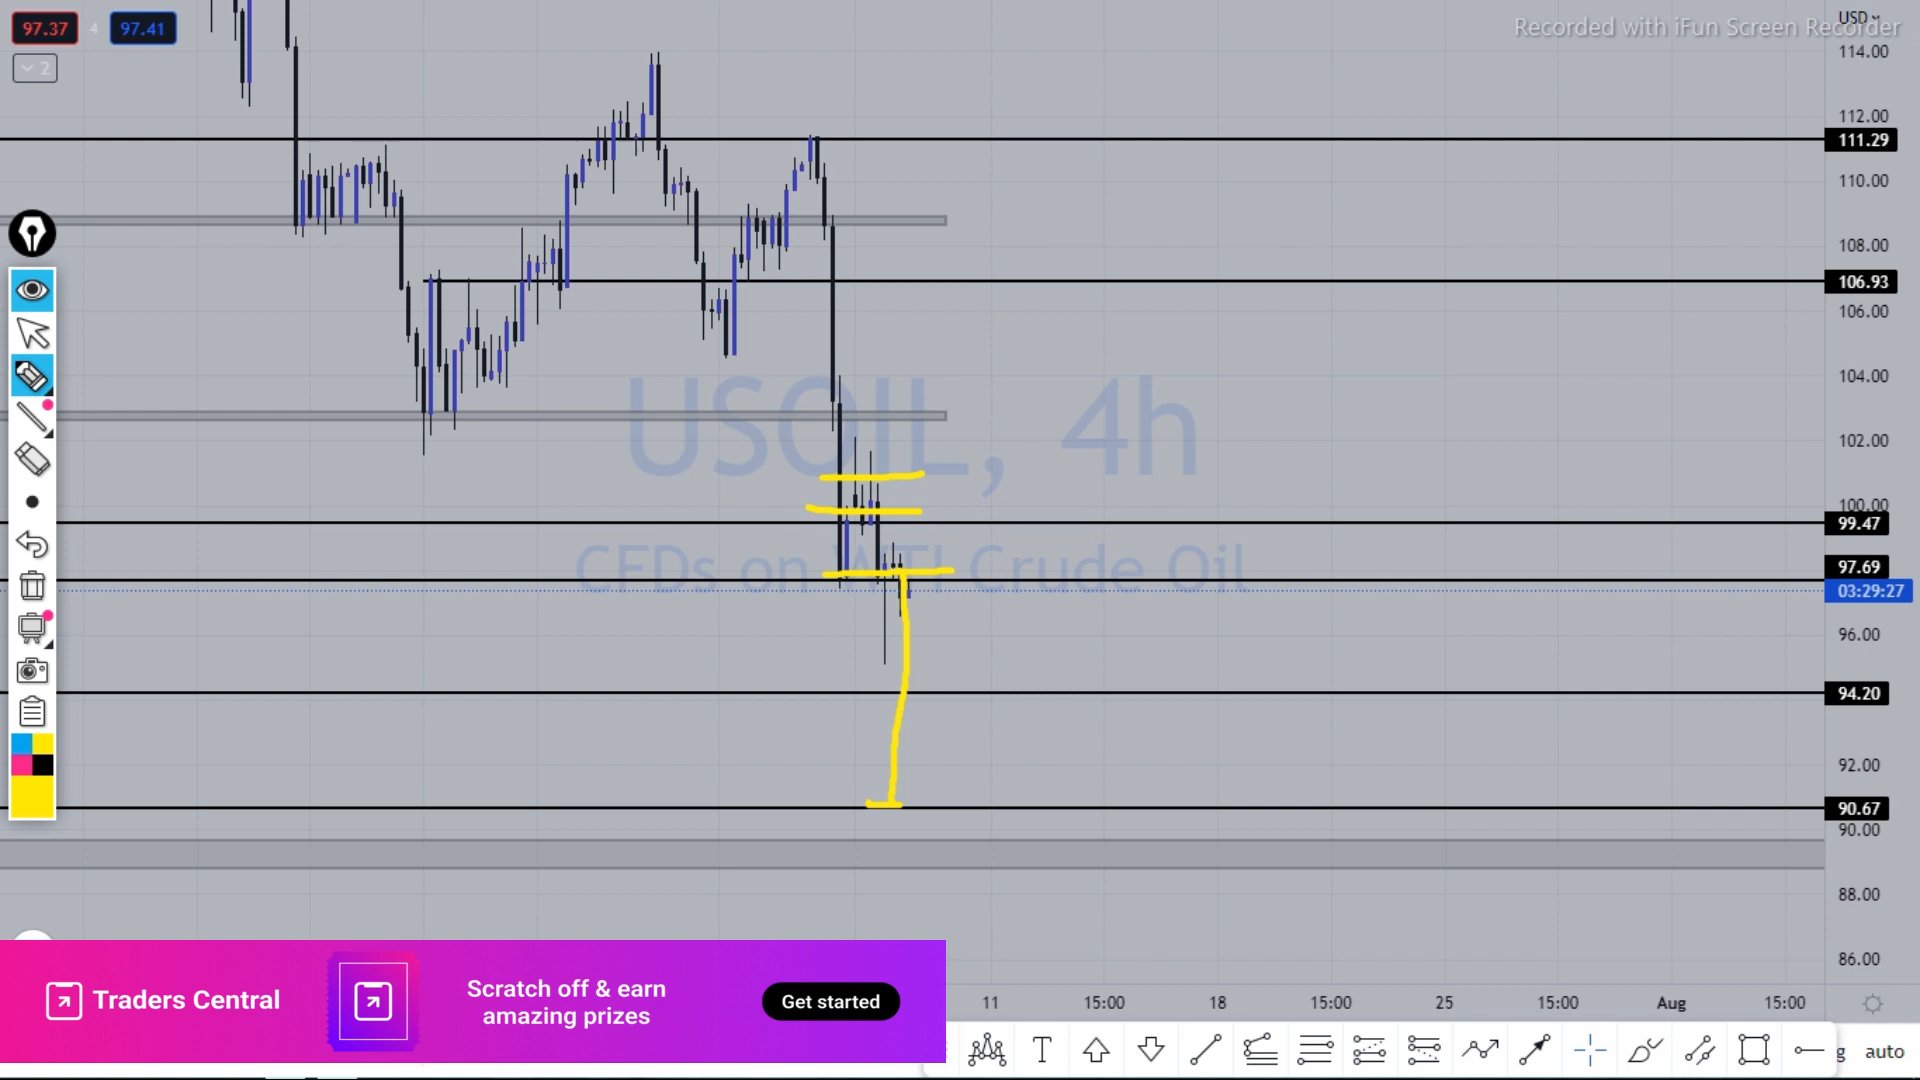 97.37 4 97.41
2
Recorded with iFun Screen Recorder
USD
114.00
112.00
111.29
110.00
108.00
106.93
106.00
104.00
102.00
100.00
99.47
97.69
03:29:27
96.00
94.20
92.00
90.67
90.00
88.00
86.00
USOIL, 4h
CFDs on WTI Crude Oil
11 15:00 18 15:00 25 15:00 Aug 15:00
Traders Central
Scratch off & earn
amazing prizes
Get started
T
g auto